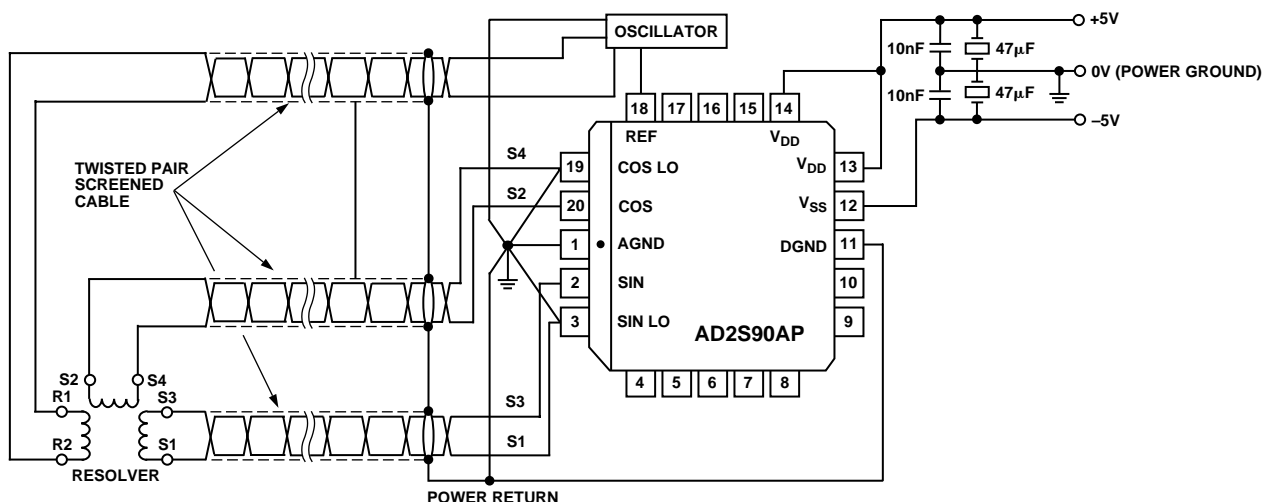 OSCILLATOR
+5V
10nF
47μF
0V (POWER GROUND)
10nF
47μF
–5V
18
17
16
15
14
REF
VDD
TWISTED PAIR
SCREENED
CABLE
S4
19
COS LO
VDD
13
S2
20
COS
VSS
12
1
AGND
DGND
11
2
SIN
10
3
SIN LO
AD2S90AP
9
4
5
6
7
8
S2
S4
R1
S3
S3
R2
S1
S1
RESOLVER
POWER RETURN